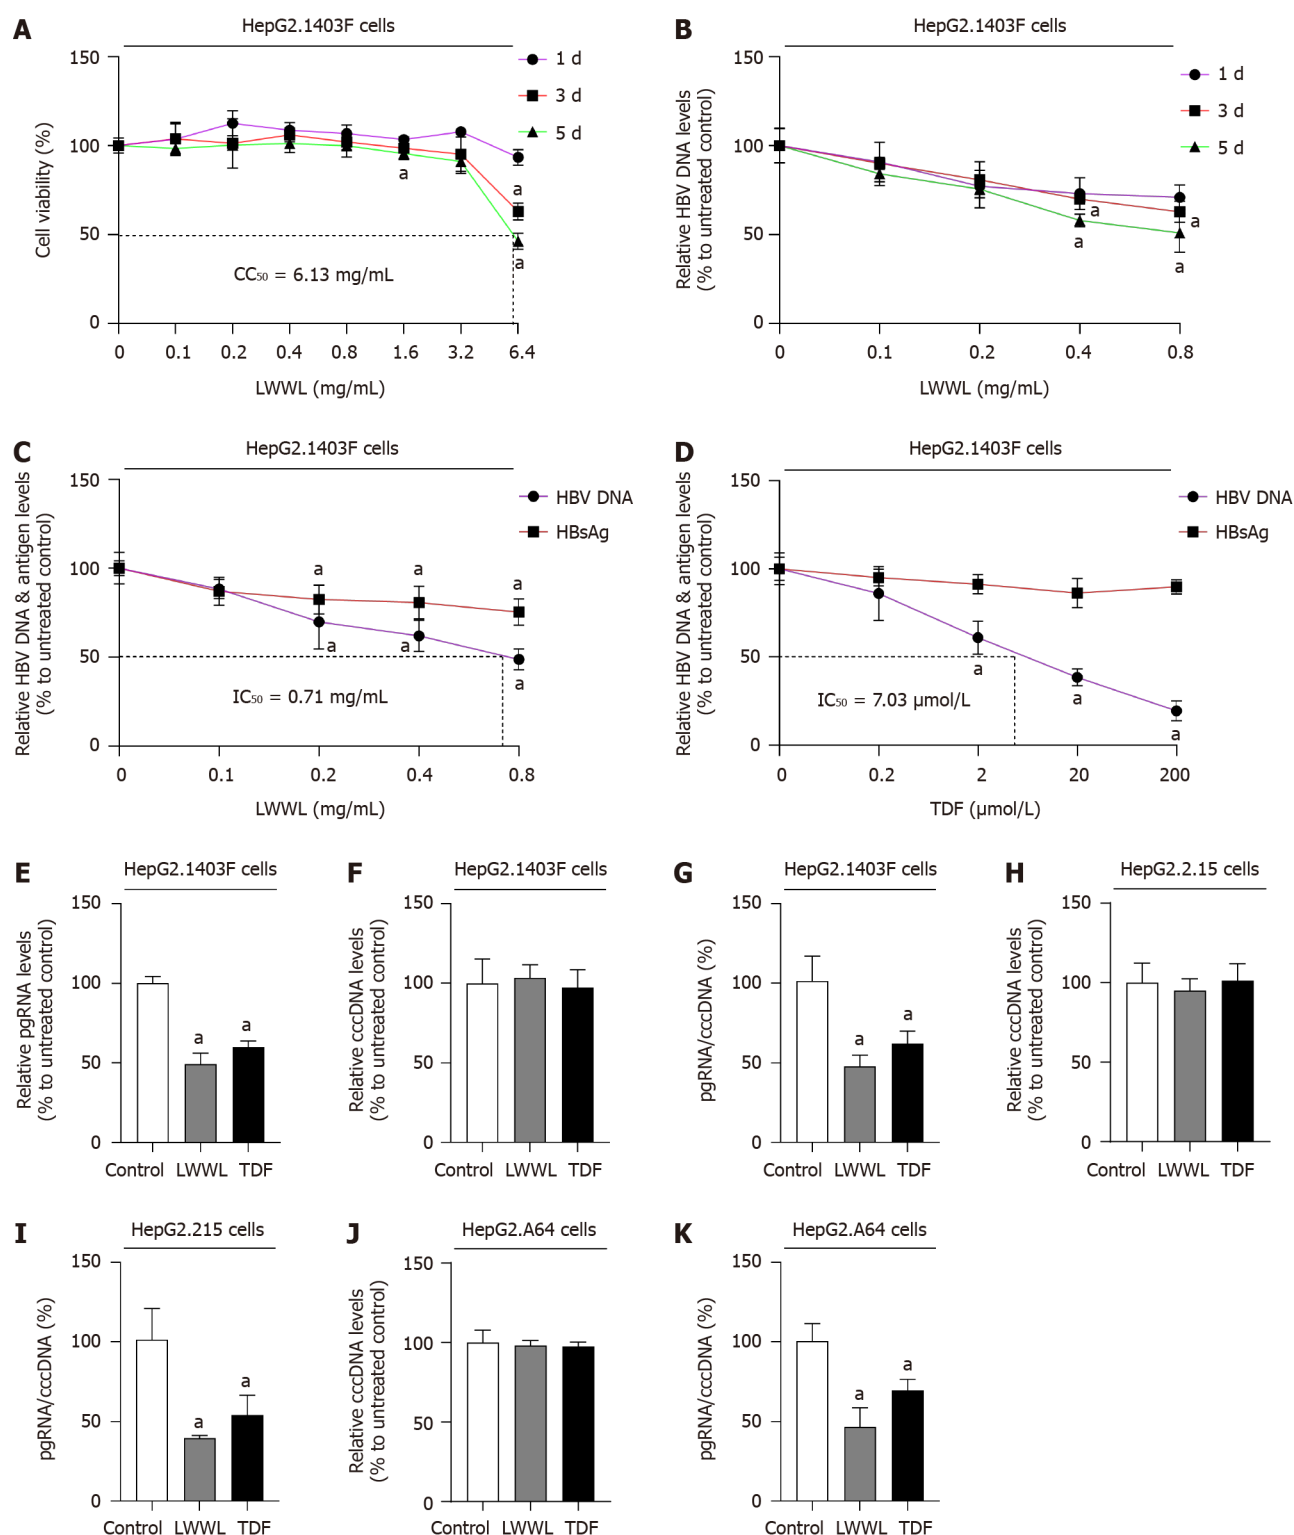 A
HepG2.1403F cells
Cell viability (%)
150
100
50
0
1 d
3 d
5 d
a
a
a
CC50 = 6.13 mg/mL
0 0.1 0.2 0.4 0.8 1.6 3.2 6.4
LWWL (mg/mL)
B
HepG2.1403F cells
Relative HBV DNA levels
(% to untreated control)
150
100
50
0
1 d
3 d
5 d
a
a
a
a
0 0.1 0.2 0.4 0.8
LWWL (mg/mL)
C
HepG2.1403F cells
Relative HBV DNA & antigen levels
(% to untreated control)
150
100
50
0
HBV DNA
HBsAg
a a a
a a
a
IC50 = 0.71 mg/mL
0 0.1 0.2 0.4 0.8
LWWL (mg/mL)
D
HepG2.1403F cells
Relative HBV DNA & antigen levels
(% to untreated control)
150
100
50
0
HBV DNA
HBsAg
a
a
a
IC50 = 7.03 μmol/L
0 0.2 2 20 200
TDF (μmol/L)
E
HepG2.1403F cells
Relative pgRNA levels
(% to untreated control)
150
100
50
0
a a
Control LWWL TDF
F
HepG2.1403F cells
Relative cccDNA levels
(% to untreated control)
150
100
50
0
Control LWWL TDF
G
HepG2.1403F cells
pgRNA/cccDNA (%)
150
100
50
0
a a
Control LWWL TDF
H
HepG2.2.15 cells
Relative cccDNA levels
(% to untreated control)
150
100
50
0
Control LWWL TDF
I
HepG2.215 cells
pgRNA/cccDNA (%)
150
100
50
0
a a
Control LWWL TDF
J
HepG2.A64 cells
Relative cccDNA levels
(% to untreated control)
150
100
50
0
Control LWWL TDF
K
HepG2.A64 cells
pgRNA/cccDNA (%)
150
100
50
0
a a
Control LWWL TDF